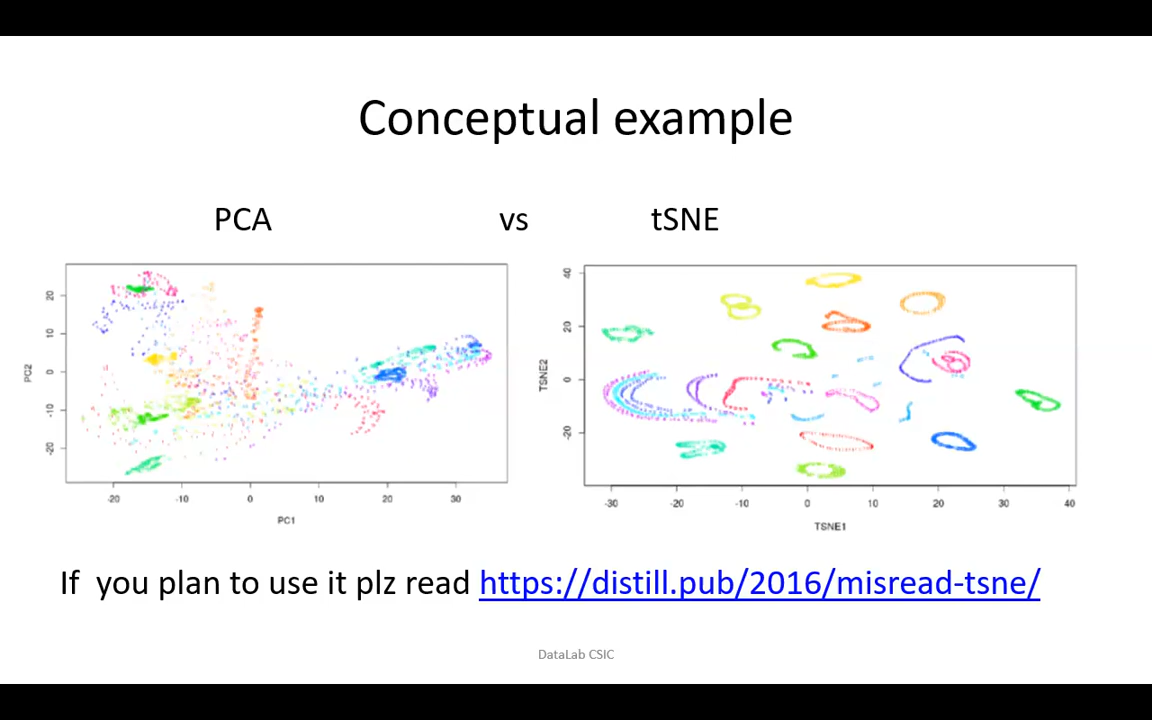 Conceptual example
PCA vs tSNE
20
10
0
-10
-20
PC2
-20 -10 0 10 20 30
PC1
40
20
0
-20
TSNE2
-30 -20 -10 0 10 20 30 40
TSNE1
If you plan to use it plz read https://distill.pub/2016/misread-tsne/
DataLab CSIC